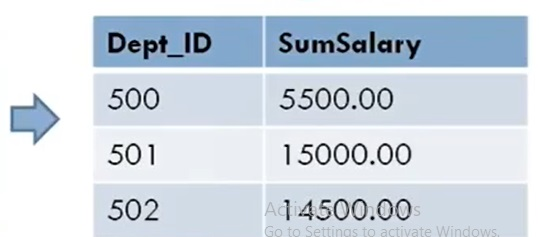 Dept_ID SumSalary
500 5500.00
501 15000.00
502 14500.00
Activate Windows
Go to Settings to activate Windows.